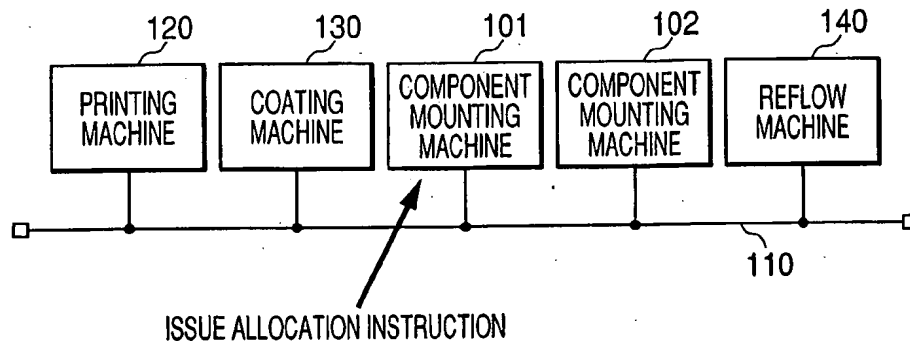 120
130
101
102
140
PRINTING
MACHINE
COATING
MACHINE
COMPONENT
MOUNTING
MACHINE
COMPONENT
MOUNTING
MACHINE
REFLOW
MACHINE
110
ISSUE ALLOCATION INSTRUCTION